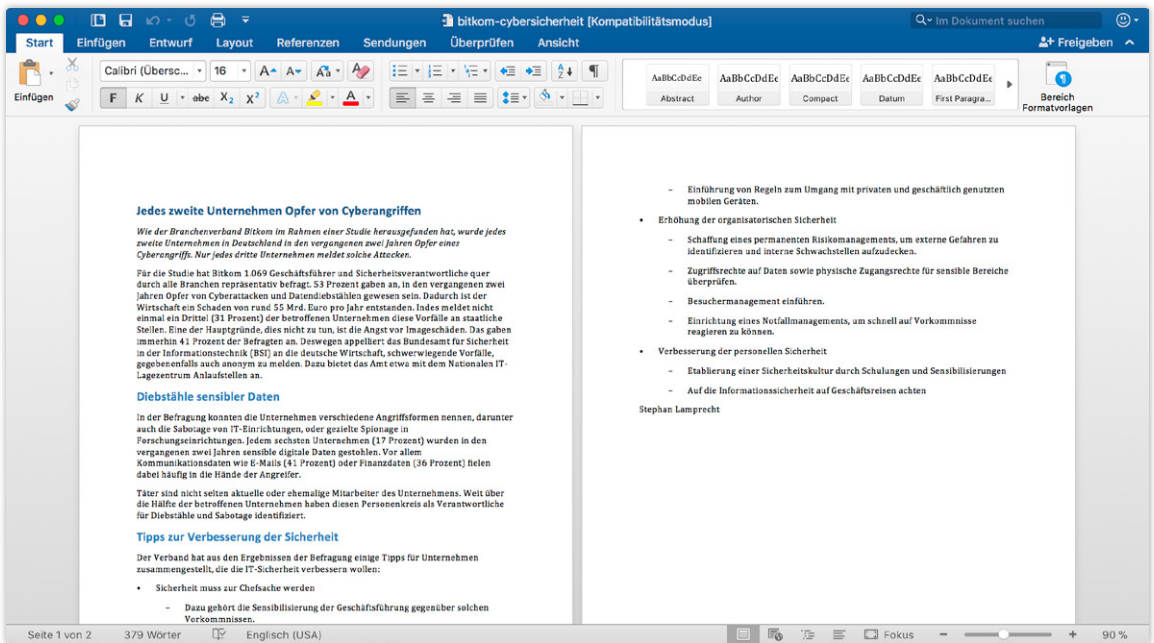 bitkom-cybersicherheit [Kompatibilitätsmodus]
Im Dokument suchen
Start Einfügen Entwurf Layout Referenzen Sendungen Überprüfen Ansicht
Freigeben
Einfügen
Calibri (Übersc... 16
F K U abc X2 X2
AaBbCcDdEe AaBbCcDdEe AaBbCcDdEe AaBbCcDdEe AaBbCcDdEe
Abstract Author Compact Datum First Paragra...
Bereich
Formatvorlagen
Jedes zweite Unternehmen Opfer von Cyberangriffen
Wie der Branchenverband Bitkom im Rahmen einer Studie herausgefunden hat, wurde jedes
zweite Unternehmen in Deutschland in den vergangenen zwei Jahren Opfer eines
Cyberangriffs. Nur jedes dritte Unternehmen meldet solche Attacken.
Für die Studie hat Bitkom 1.069 Geschäftsführer und Sicherheitsverantwortliche quer
durch alle Branchen repräsentativ befragt. 53 Prozent gaben an, in den vergangenen zwei
Jahren Opfer von Cyberattacken und Datendiebstählen gewesen sein. Dadurch ist der
Wirtschaft ein Schaden von rund 55 Mrd. Euro pro Jahr entstanden. Indes meldet nicht
einmal ein Drittel (31 Prozent) der betroffenen Unternehmen diese Vorfälle an staatliche
Stellen. Eine der Hauptgründe, dies nicht zu tun, ist die Angst vor Imageschäden. Das gaben
immerhin 41 Prozent der Befragten an. Deswegen appelliert das Bundesamt für Sicherheit
in der Informationstechnik (BSI) an die deutsche Wirtschaft, schwerwiegende Vorfälle,
gegebenenfalls auch anonym zu melden. Dazu bietet das Amt etwa mit dem Nationalen IT-
Lagezentrum Anlaufstellen an.
Diebstähle sensibler Daten
In der Befragung konnten die Unternehmen verschiedene Angriffsformen nennen, darunter
auch die Sabotage von IT-Einrichtungen, oder gezielte Spionage in
Forschungseinrichtungen. Jedem sechsten Unternehmen (17 Prozent) wurden in den
vergangenen zwei Jahren sensible digitale Daten gestohlen. Vor allem
Kommunikationsdaten wie E-Mails (41 Prozent) oder Finanzdaten (36 Prozent) fielen
dabei häufig in die Hände der Angreifer.
Täter sind nicht selten aktuelle oder ehemalige Mitarbeiter des Unternehmens. Weit über
die Hälfte der betroffenen Unternehmen haben diesen Personenkreis als Verantwortliche
für Diebstähle und Sabotage identifiziert.
Tipps zur Verbesserung der Sicherheit
Der Verband hat aus den Ergebnissen der Befragung einige Tipps für Unternehmen
zusammengestellt, die die IT-Sicherheit verbessern wollen:
• Sicherheit muss zur Chefsache werden
– Dazu gehört die Sensibilisierung der Geschäftsführung gegenüber solchen
Vorkommnissen.
– Einführung von Regeln zum Umgang mit privaten und geschäftlich genutzten
mobilen Geräten.
• Erhöhung der organisatorischen Sicherheit
– Schaffung eines permanenten Risikomanagements, um externe Gefahren zu
identifizieren und interne Schwachstellen aufzudecken.
– Zugriffsrechte auf Daten sowie physische Zugangsrechte für sensible Bereiche
überprüfen.
– Besuchermanagement einführen.
– Einrichtung eines Notfallmanagements, um schnell auf Vorkommnisse
reagieren zu können.
• Verbesserung der personellen Sicherheit
– Etablierung einer Sicherheitskultur durch Schulungen und Sensibilisierungen
– Auf die Informationssicherheit auf Geschäftsreisen achten
Stephan Lamprecht
Seite 1 von 2 379 Wörter Englisch (USA) Fokus 90 %